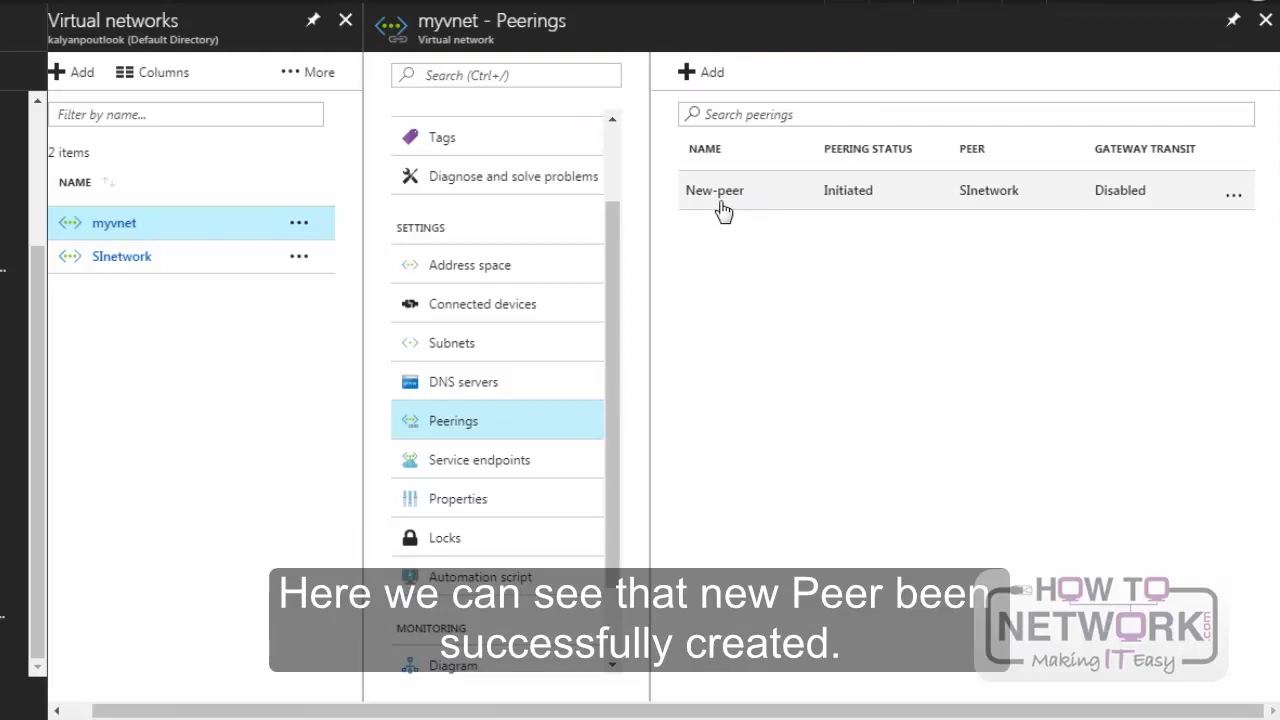 Virtual networks
kalyanpoutlook (Default Directory)
Add
Columns
More
Filter by name...
2 items
NAME
myvnet
SInetwork
myvnet - Peerings
Virtual network
Search (Ctrl+/)
Tags
Diagnose and solve problems
SETTINGS
Address space
Connected devices
Subnets
DNS servers
Peerings
Service endpoints
Properties
Locks
Automation script
MONITORING
Diagram
Add
Search peerings
NAME PEERING STATUS PEER GATEWAY TRANSIT
New-peer Initiated SInetwork Disabled
Here we can see that new Peer been
successfully created.
HOW TO
NETWORK.com
Making IT Easy